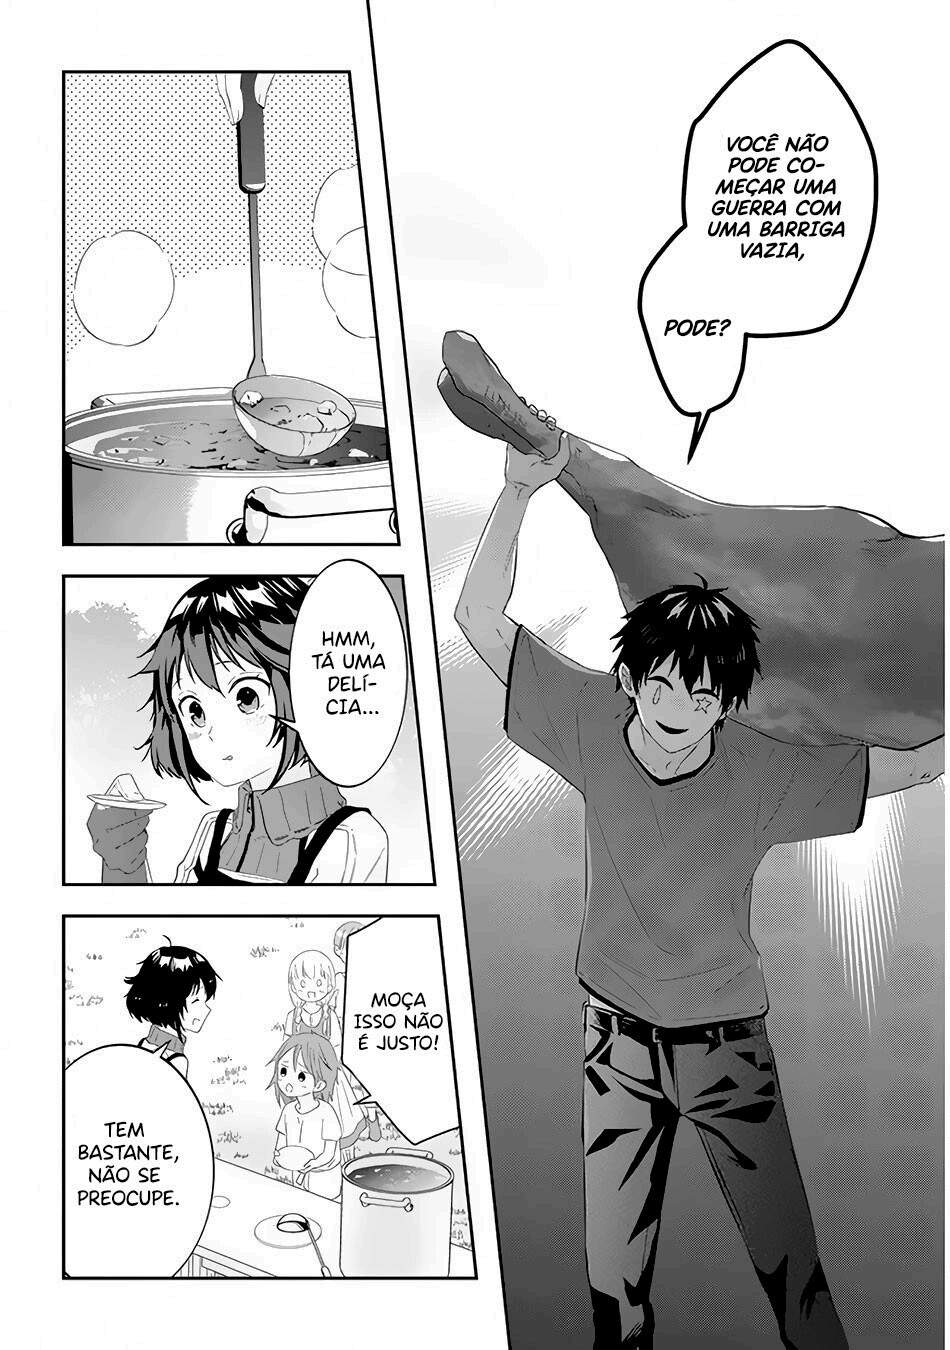 VOCÊ NÃO
PODE CO-
MEÇAR UMA
GUERRA COM
UMA BARRIGA
VAZIA,
PODE?
HMM,
TÁ UMA
DELÍ-
CIA...
MOÇA
ISSO NÃO
É JUSTO!
TEM
BASTANTE,
NÃO SE
PREOCUPE.